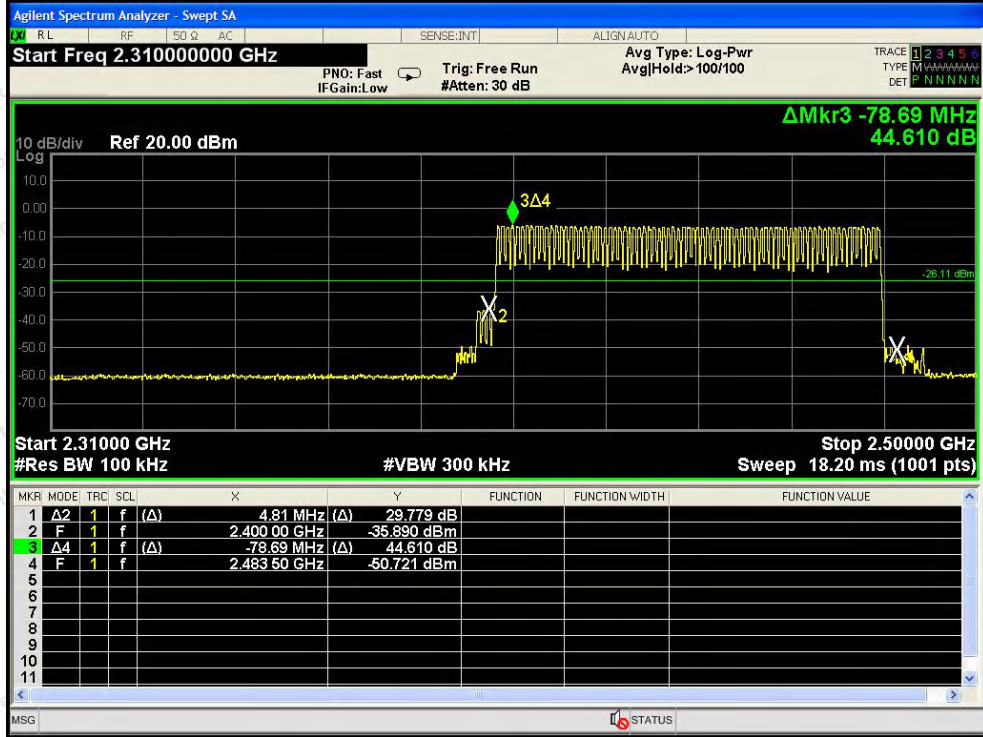 Agilent Spectrum Analyzer - Swept SA
LXI RL RF 50 Ω AC SENSE:INT ALIGN AUTO
Start Freq 2.310000000 GHz
PNO: Fast
IFGain:Low
Trig: Free Run
#Atten: 30 dB
Avg Type: Log-Pwr
Avg|Hold:>100/100
TRACE 1 2 3 4 5 6
TYPE M W W W W W
DET P N N N N N
ΔMkr3 -78.69 MHz
44.610 dB
10 dB/div Ref 20.00 dBm
Log
10.0
0.00
-10.0
-20.0
-30.0
-40.0
-50.0
-60.0
-70.0
3Δ4
-26.11 dBm
2
Start 2.31000 GHz Stop 2.50000 GHz
#Res BW 100 kHz #VBW 300 kHz Sweep 18.20 ms (1001 pts)
MKR MODE TRC SCL X Y FUNCTION FUNCTION WIDTH FUNCTION VALUE
1 Δ2 1 f (Δ) 4.81 MHz (Δ) 29.779 dB
2 F 1 f 2.400 00 GHz -35.890 dBm
3 Δ4 1 f (Δ) -78.69 MHz (Δ) 44.610 dB
4 F 1 f 2.483 50 GHz -50.721 dBm
5
6
7
8
9
10
11
MSG STATUS